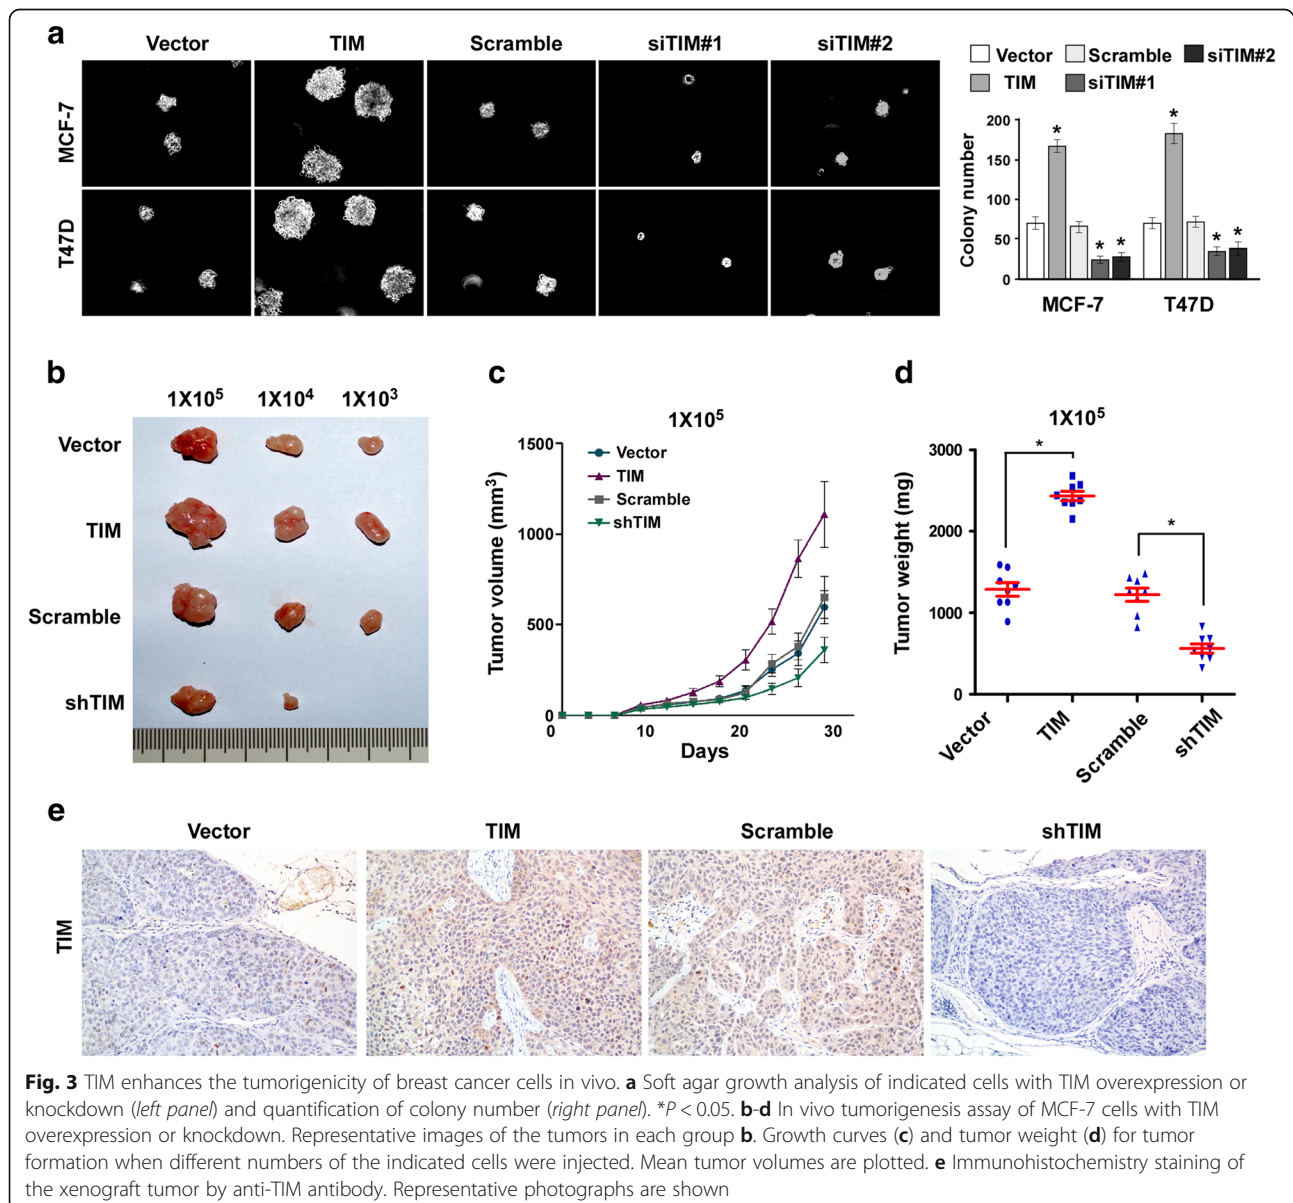 a
Vector TIM Scramble siTIM#1 siTIM#2
MCF-7
T47D
Vector Scramble siTIM#2
TIM siTIM#1
Colony number
200
150
100
50
0
* * * * * *
MCF-7 T47D
b
1X10⁵ 1X10⁴ 1X10³
Vector
TIM
Scramble
shTIM
c
1X10⁵
Tumor volume (mm³)
1500
1000
500
0
Vector
TIM
Scramble
shTIM
0 10 20 30
Days
d
1X10⁵
Tumor weight (mg)
3000
2000
1000
0
* *
Vector TIM Scramble shTIM
e
Vector TIM Scramble shTIM
TIM
Fig. 3 TIM enhances the tumorigenicity of breast cancer cells in vivo. a Soft agar growth analysis of indicated cells with TIM overexpression or
knockdown (left panel) and quantification of colony number (right panel). *P < 0.05. b-d In vivo tumorigenesis assay of MCF-7 cells with TIM
overexpression or knockdown. Representative images of the tumors in each group b. Growth curves (c) and tumor weight (d) for tumor
formation when different numbers of the indicated cells were injected. Mean tumor volumes are plotted. e Immunohistochemistry staining of
the xenograft tumor by anti-TIM antibody. Representative photographs are shown